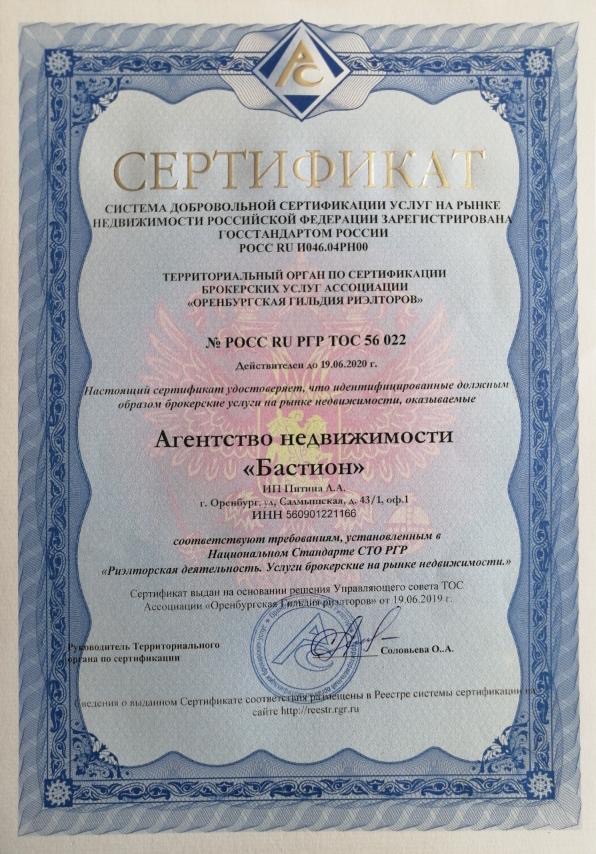 СЕРТИФИКАТ
СИСТЕМА ДОБРОВОЛЬНОЙ СЕРТИФИКАЦИИ УСЛУГ НА РЫНКЕ
НЕДВИЖИМОСТИ РОССИЙСКОЙ ФЕДЕРАЦИИ ЗАРЕГИСТРИРОВАНА
ГОССТАНДАРТОМ РОССИИ
РОСС RU И046.04РН00
ТЕРРИТОРИАЛЬНЫЙ ОРГАН ПО СЕРТИФИКАЦИИ
БРОКЕРСКИХ УСЛУГ АССОЦИАЦИИ
«ОРЕНБУРГСКАЯ ГИЛЬДИЯ РИЭЛТОРОВ»
№ РОСС RU РГР ТОС 56 022
Действителен до 19.06.2020 г.
Настоящий сертификат удостоверяет, что идентифицированные должным
образом брокерские услуги на рынке недвижимости, оказываемые
Агентство недвижимости
«Бастион»
ИП Питина Л.А.
г. Оренбург, ул, Салмышская, д. 43/1, оф.1
ИНН 560901221166
соответствуют требованиям, установленным в
Национальном Стандарте СТО РГР
«Риэлторская деятельность. Услуги брокерские на рынке недвижимости.»
Сертификат выдан на основании решения Управляющего совета ТОС
Ассоциации «Оренбургская Гильдия риэлторов» от 19.06.2019 г.
Руководитель Территориального
органа по сертификации
Соловьева О..А.
Сведения о выданном Сертификате соответствия размещены в Реестре системы сертификации на
сайте http://reestr.rgr.ru